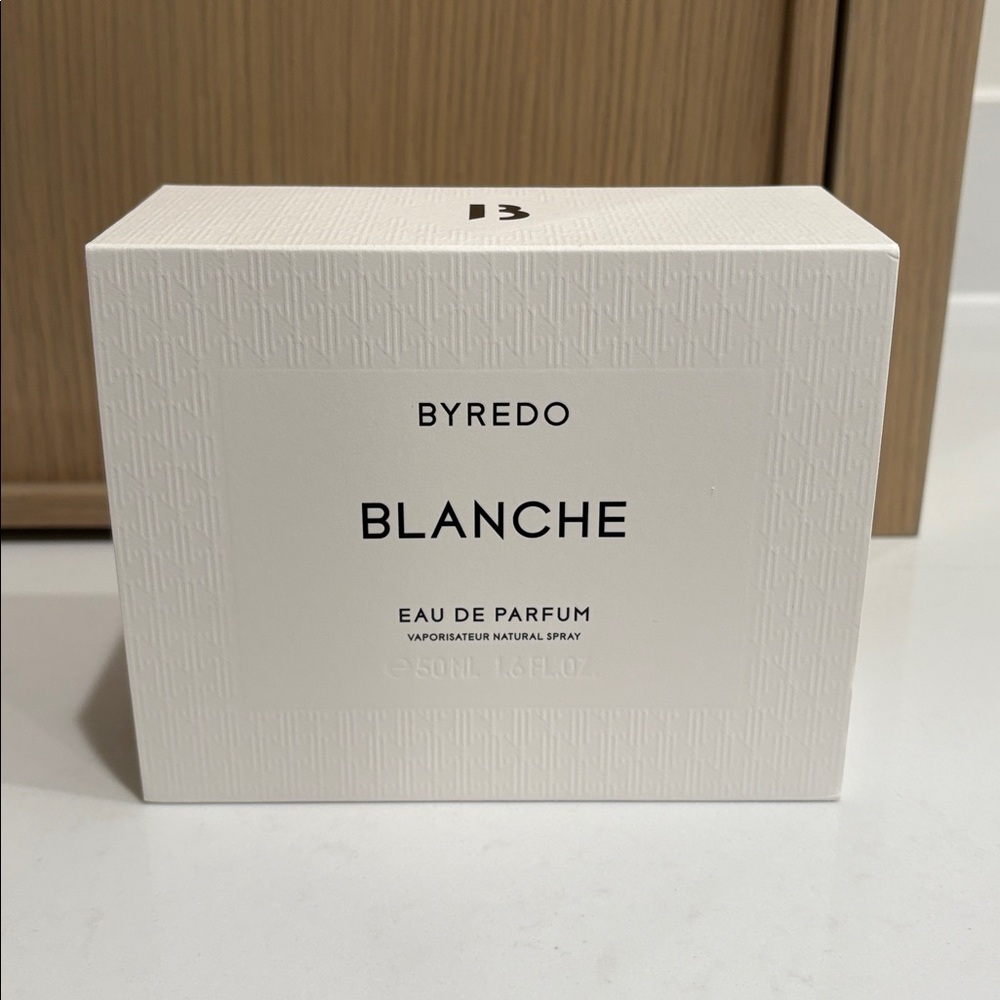 B
BYREDO
BLANCHE
EAU DE PARFUM
VAPORISATEUR NATURAL SPRAY
℮ 50 ML 1.6 FL.OZ.